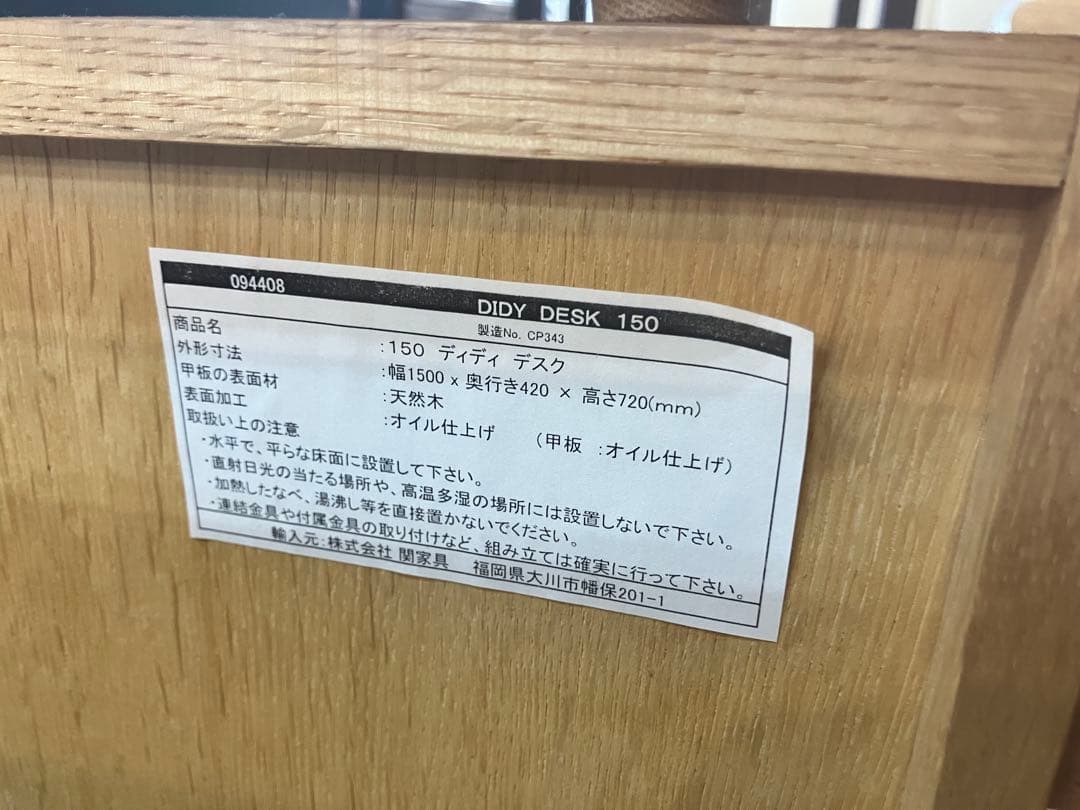 094408
DIDY DESK 150
製造No. CP343
商品名 :150 ディディ デスク
外形寸法 :幅1500 x 奥行き420 × 高さ720(mm)
甲板の表面材 :天然木
表面加工 :オイル仕上げ (甲板 :オイル仕上げ)
取扱い上の注意
・水平で、平らな床面に設置して下さい。
・直射日光の当たる場所や、高温多湿の場所には設置しないで下さい。
・加熱したなべ、湯沸し等を直接置かないでください。
・連結金具や付属金具の取り付けなど、組み立ては確実に行って下さい。
輸入元:株式会社 関家具 福岡県大川市幡保201-1